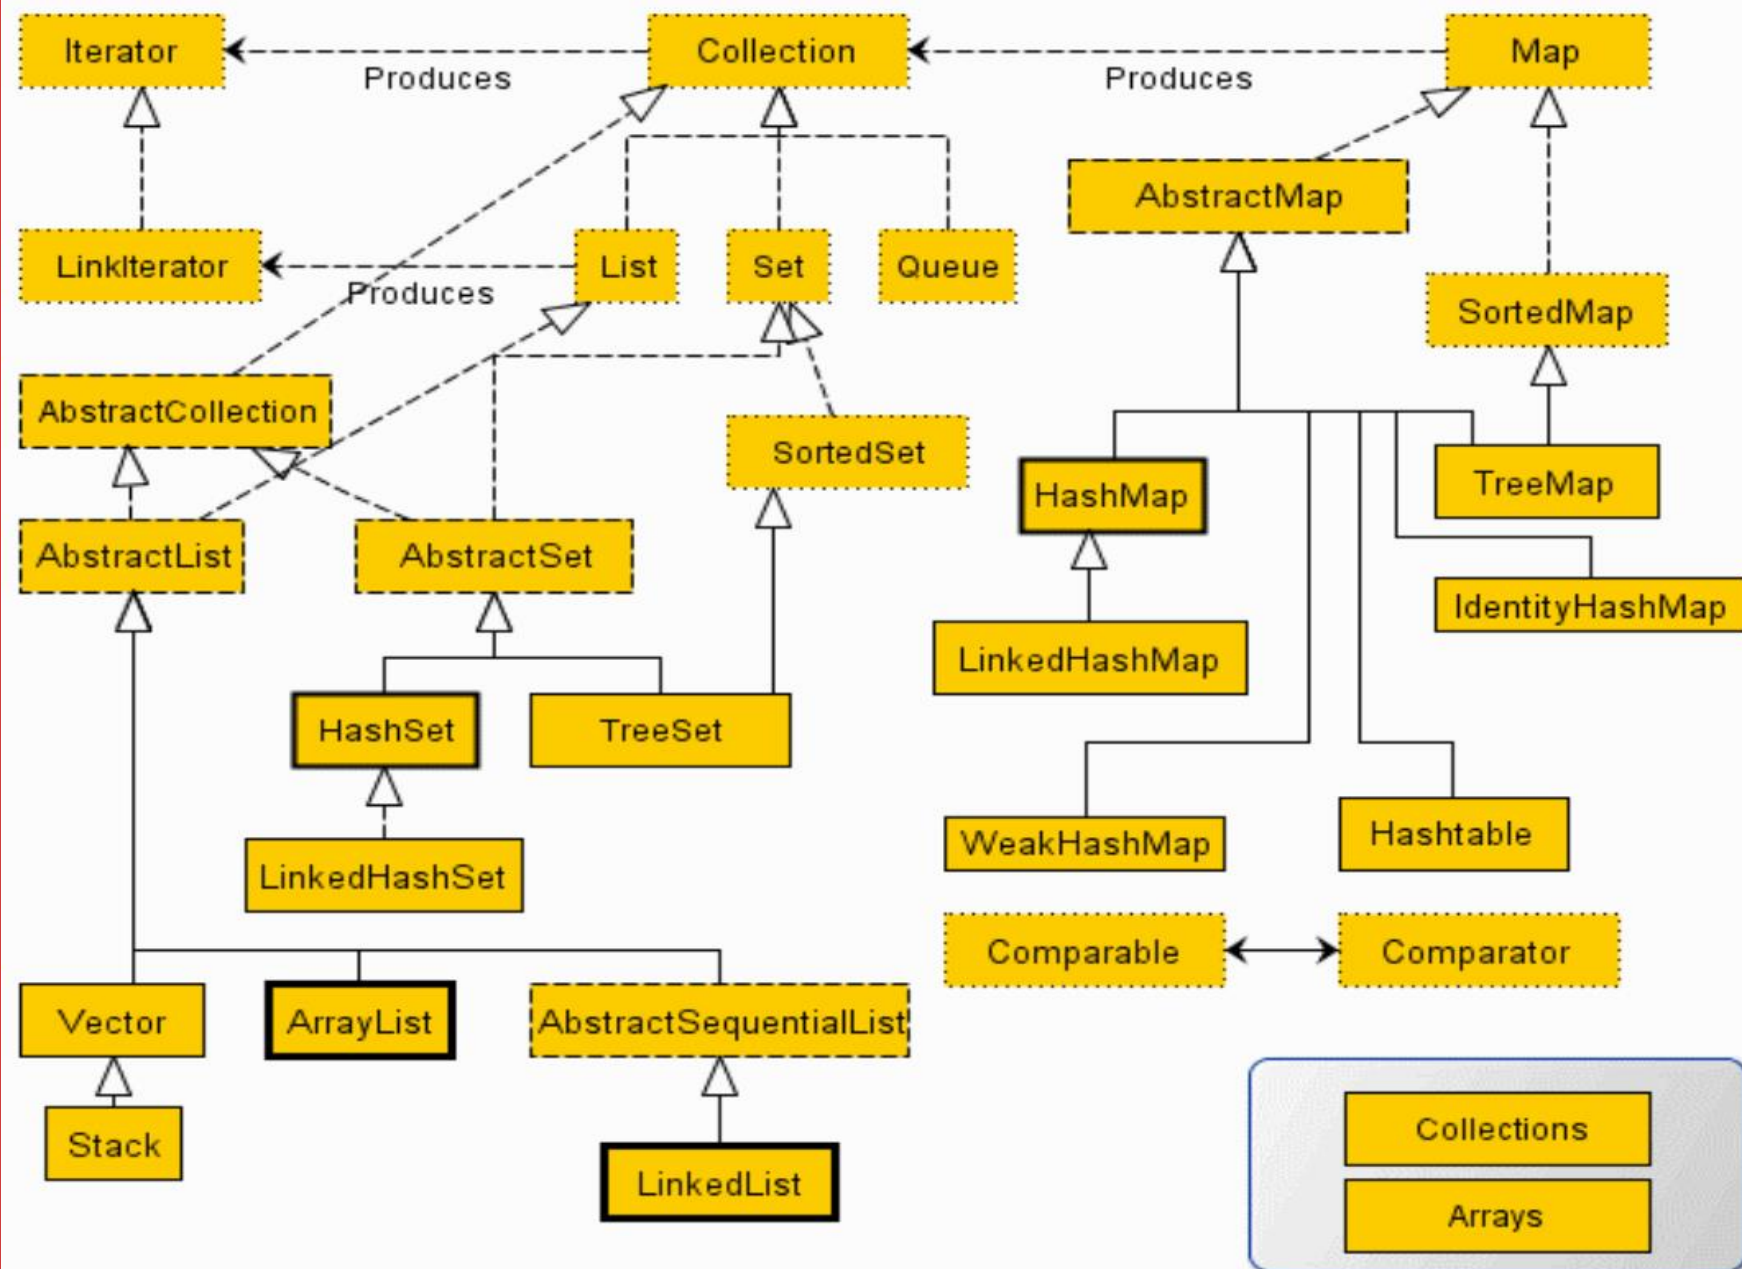 Iterator
Produces
Collection
Produces
Map
AbstractMap
LinkIterator
Produces
List
Set
Queue
SortedMap
AbstractCollection
SortedSet
HashMap
TreeMap
AbstractList
AbstractSet
IdentityHashMap
LinkedHashMap
HashSet
TreeSet
WeakHashMap
Hashtable
LinkedHashSet
Comparable
Comparator
Vector
ArrayList
AbstractSequentialList
Stack
LinkedList
Collections
Arrays